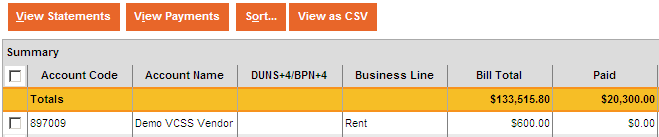 View Statements View Payments Sort... View as CSV
Summary
Account Code Account Name DUNS+4/BPN+4 Business Line Bill Total Paid
Totals $133,515.80 $20,300.00
897009 Demo VCSS Vendor Rent $600.00 $0.00